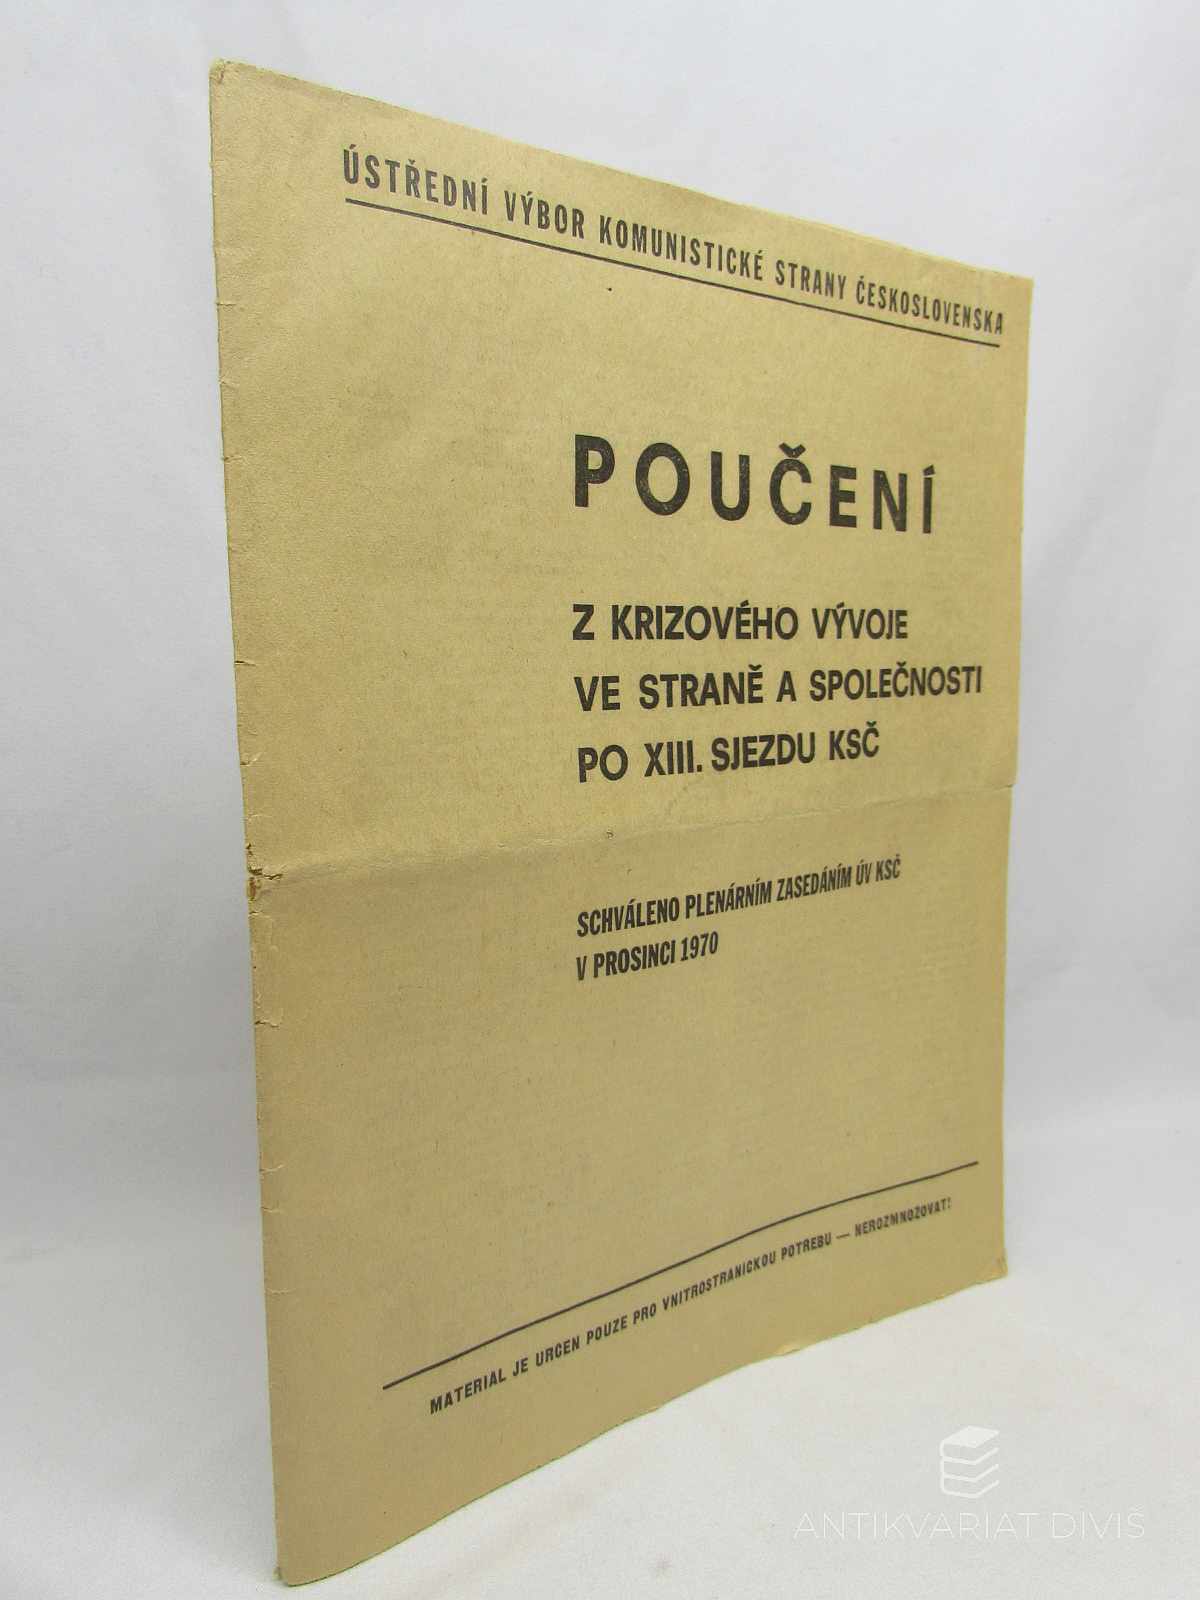 ÚSTŘEDNÍ VÝBOR KOMUNISTICKÉ STRANY ČESKOSLOVENSKA
POUČENÍ
Z KRIZOVÉHO VÝVOJE
VE STRANĚ A SPOLEČNOSTI
PO XIII. SJEZDU KSČ
SCHVÁLENO PLENÁRNÍM ZASEDÁNÍM ÚV KSČ
V PROSINCI 1970
MATERIAL JE URCEN POUZE PRO VNITROSTRANICKOU POTREBU — NEROZMNOZOVAT!
ANTIKVARIAT DIVIŠ